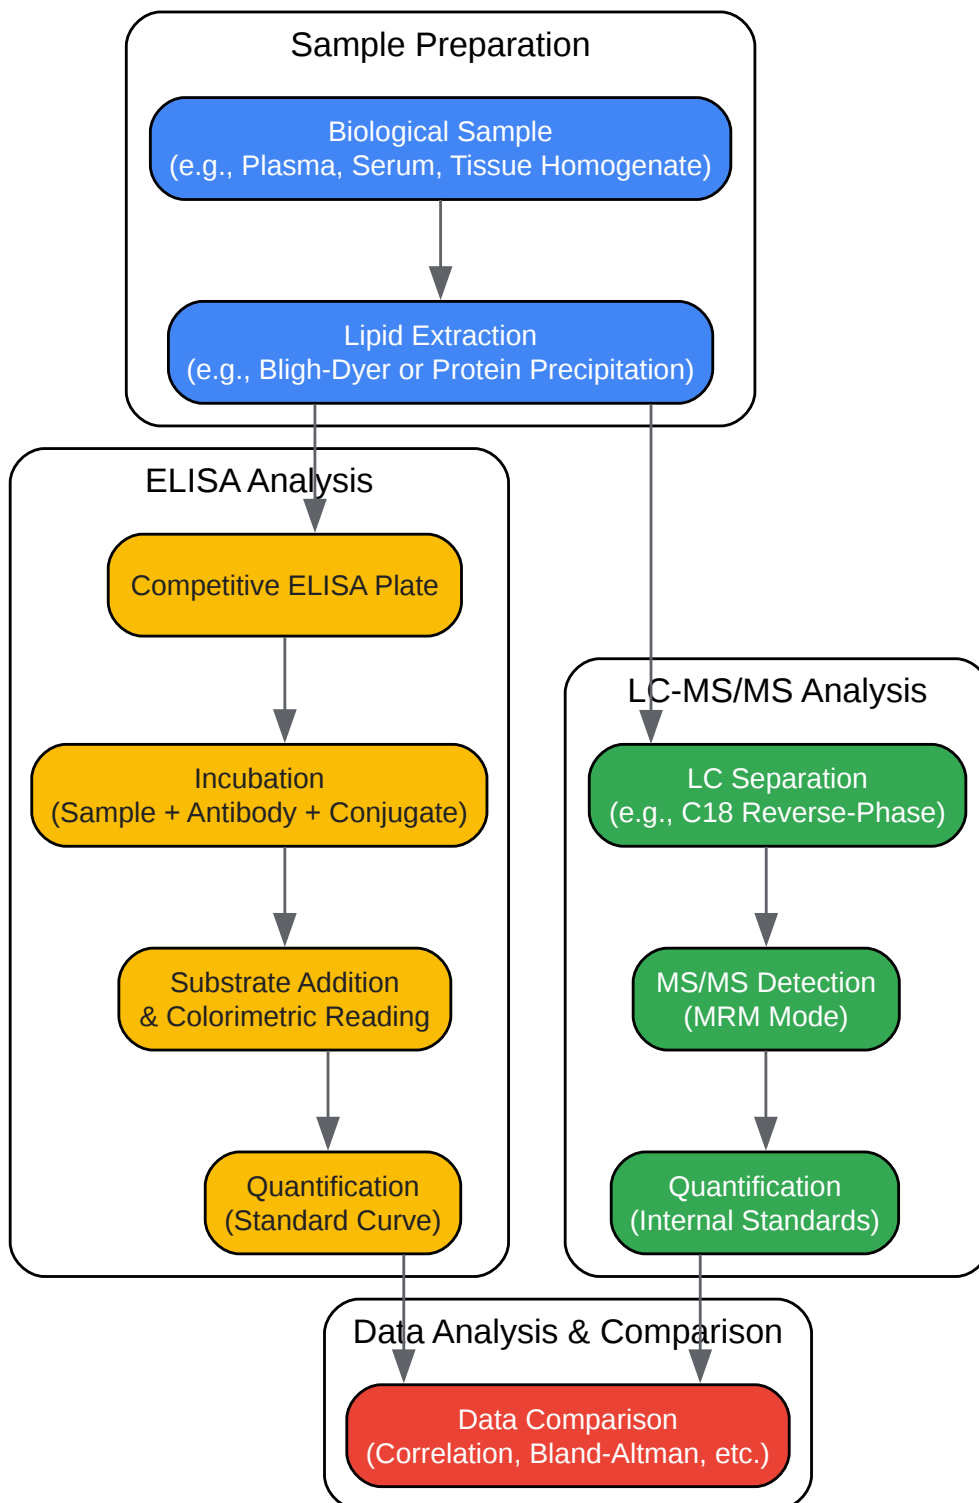 Sample Preparation
Biological Sample
(e.g., Plasma, Serum, Tissue Homogenate)
Lipid Extraction
(e.g., Bligh-Dyer or Protein Precipitation)
ELISA Analysis
Competitive ELISA Plate
Incubation
(Sample + Antibody + Conjugate)
Substrate Addition
& Colorimetric Reading
Quantification
(Standard Curve)
LC-MS/MS Analysis
LC Separation
(e.g., C18 Reverse-Phase)
MS/MS Detection
(MRM Mode)
Quantification
(Internal Standards)
Data Analysis & Comparison
Data Comparison
(Correlation, Bland-Altman, etc.)